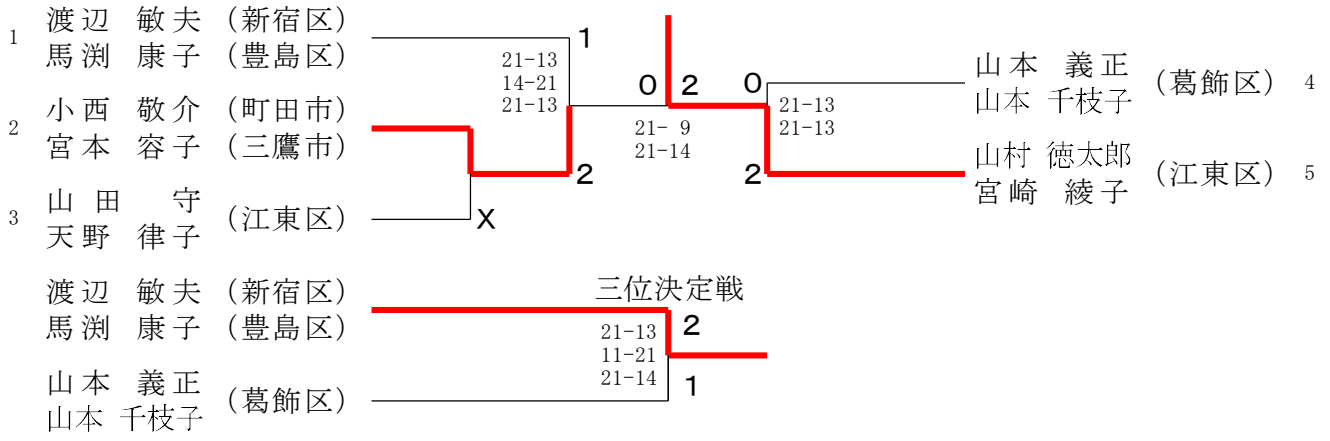 1 渡辺 敏夫 (新宿区)
馬渕 康子 (豊島区)
2 小西 敬介 (町田市)
宮本 容子 (三鷹市)
3 山田 守 (江東区)
天野 律子
1
21-13
14-21
21-13
2
X
0 2
21- 9
21-14
0
21-13
21-13
2
山本 義正 (葛飾区) 4
山本 千枝子
山村 徳太郎 (江東区) 5
宮崎 綾子
三位決定戦
渡辺 敏夫 (新宿区)
馬渕 康子 (豊島区)
山本 義正 (葛飾区)
山本 千枝子
21-13
11-21
21-14
2
1